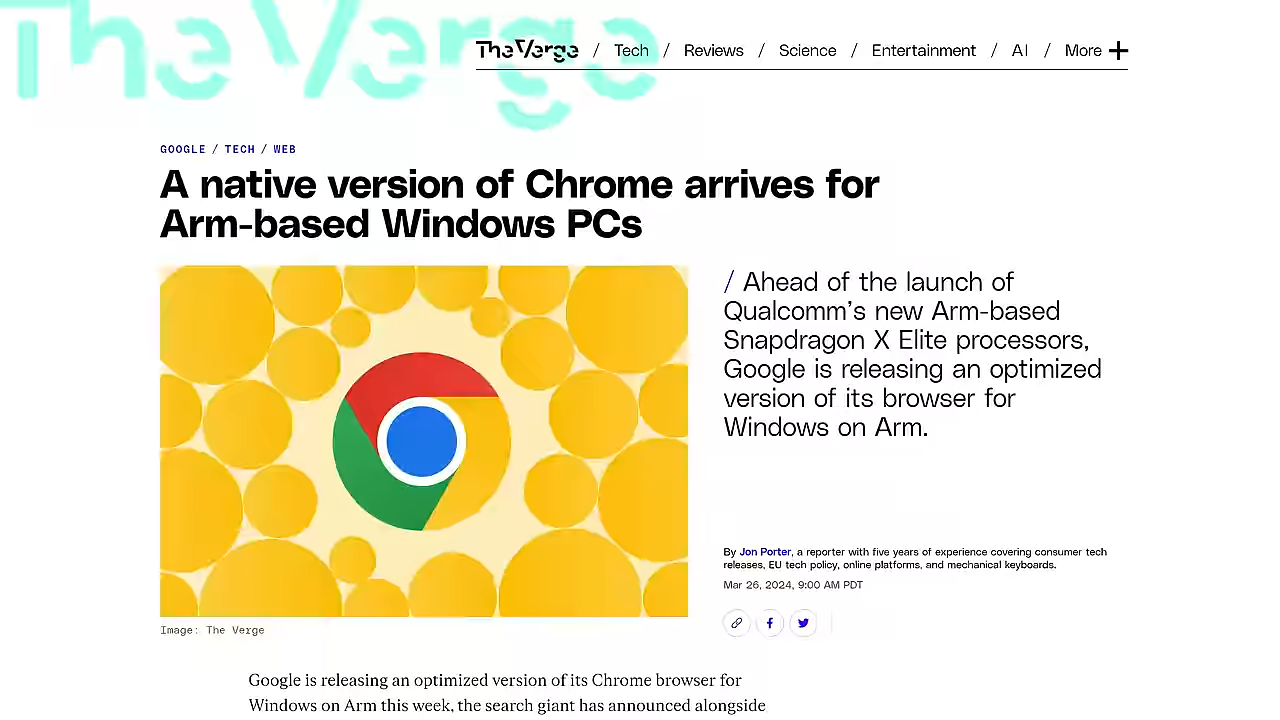 The Verge
The Verge / Tech / Reviews / Science / Entertainment / AI / More +
GOOGLE / TECH / WEB
A native version of Chrome arrives for
Arm-based Windows PCs
/ Ahead of the launch of
Qualcomm’s new Arm-based
Snapdragon X Elite processors,
Google is releasing an optimized
version of its browser for
Windows on Arm.
By Jon Porter, a reporter with five years of experience covering consumer tech
releases, EU tech policy, online platforms, and mechanical keyboards.
Mar 26, 2024, 9:00 AM PDT
Image: The Verge
Google is releasing an optimized version of its Chrome browser for
Windows on Arm this week, the search giant has announced alongside